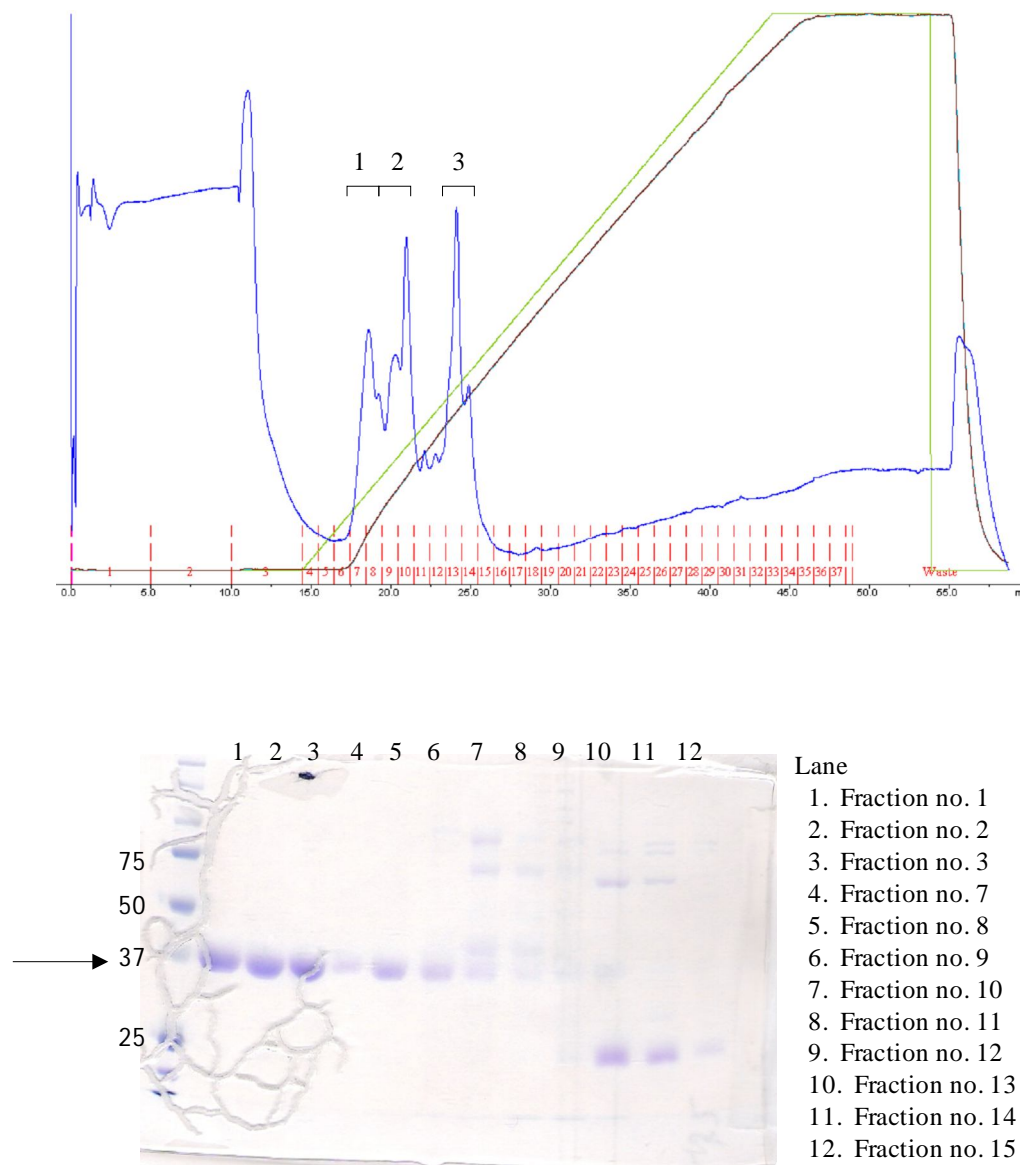 1 2 3
1 2 3 4 5 6 7 8 9 10 11 12 13 14 15 16 17 18 19 20 21 22 23 24 25 26 27 28 29 30 31 32 33 34 35 36 37 Waste
0.0 5.0 10.0 15.0 20.0 25.0 30.0 35.0 40.0 45.0 50.0 55.0
1 2 3 4 5 6 7 8 9 10 11 12
75
50
37
25
Lane
1. Fraction no. 1
2. Fraction no. 2
3. Fraction no. 3
4. Fraction no. 7
5. Fraction no. 8
6. Fraction no. 9
7. Fraction no. 10
8. Fraction no. 11
9. Fraction no. 12
10. Fraction no. 13
11. Fraction no. 14
12. Fraction no. 15